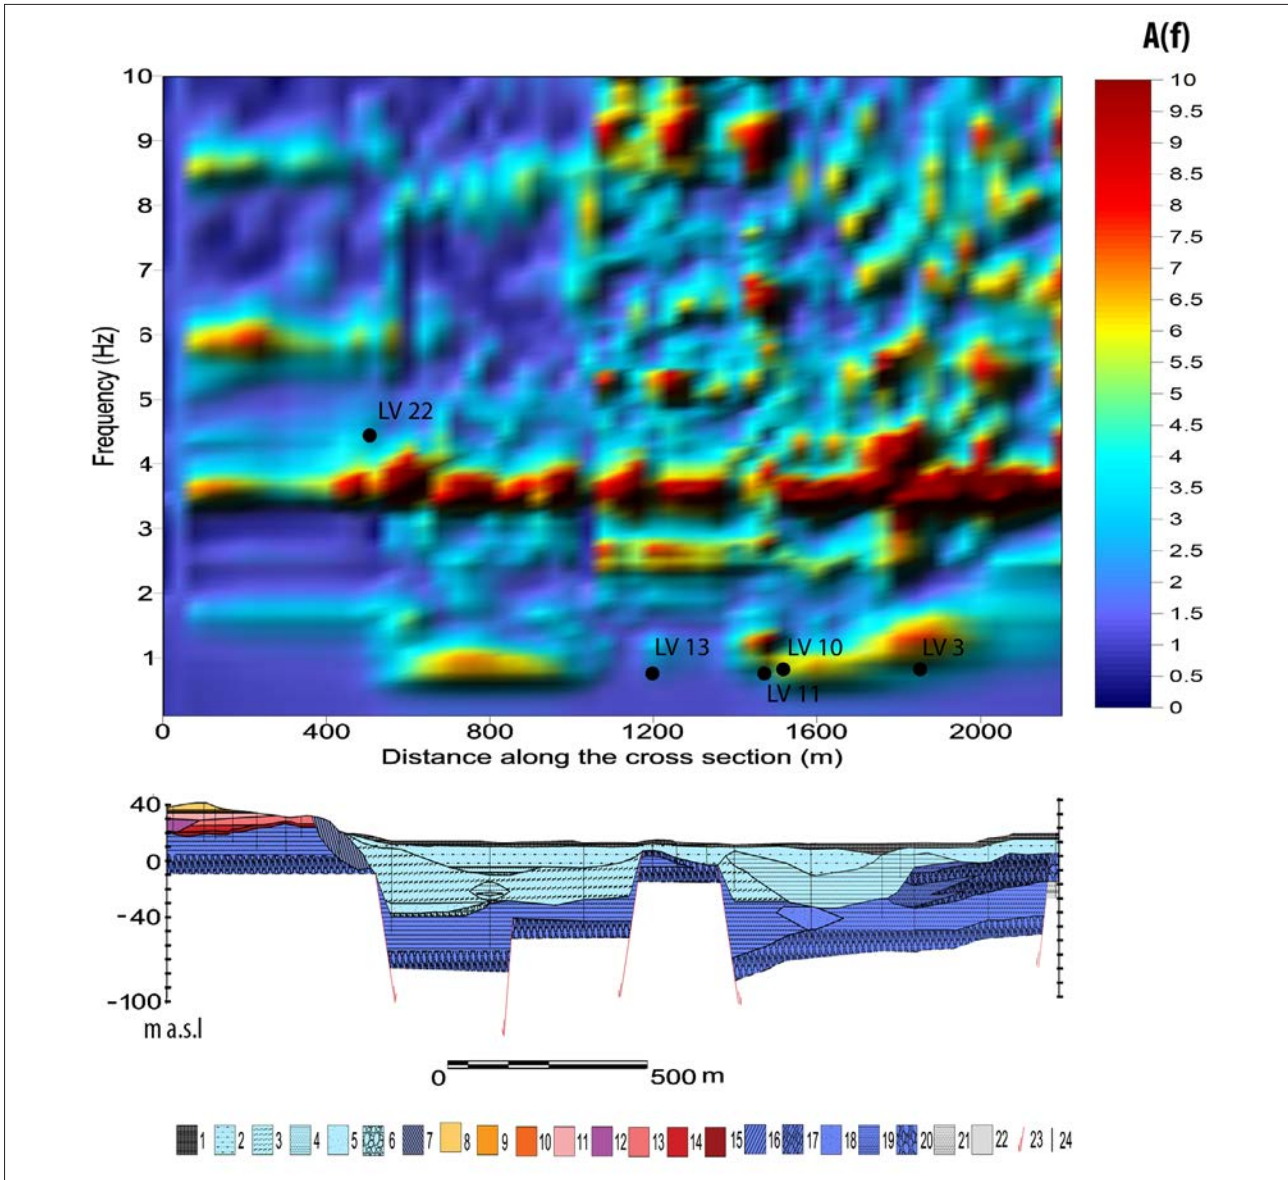 A(f)
10
9
8
7
6
5
4
3
2
1
Frequency (Hz)
LV 22
LV 13
LV 10
LV 11
LV 3
0 400 800 1200 1600 2000
Distance along the cross section (m)
10
9.5
9
8.5
8
7.5
7
6.5
6
5.5
5
4.5
4
3.5
3
2.5
2
1.5
1
0.5
0
40
0
-40
-100
m a.s.l
0 500 m
1 2 3 4 5 6 7 8 9 10 11 12 13 14 15 16 17 18 19 20 21 22 23 24